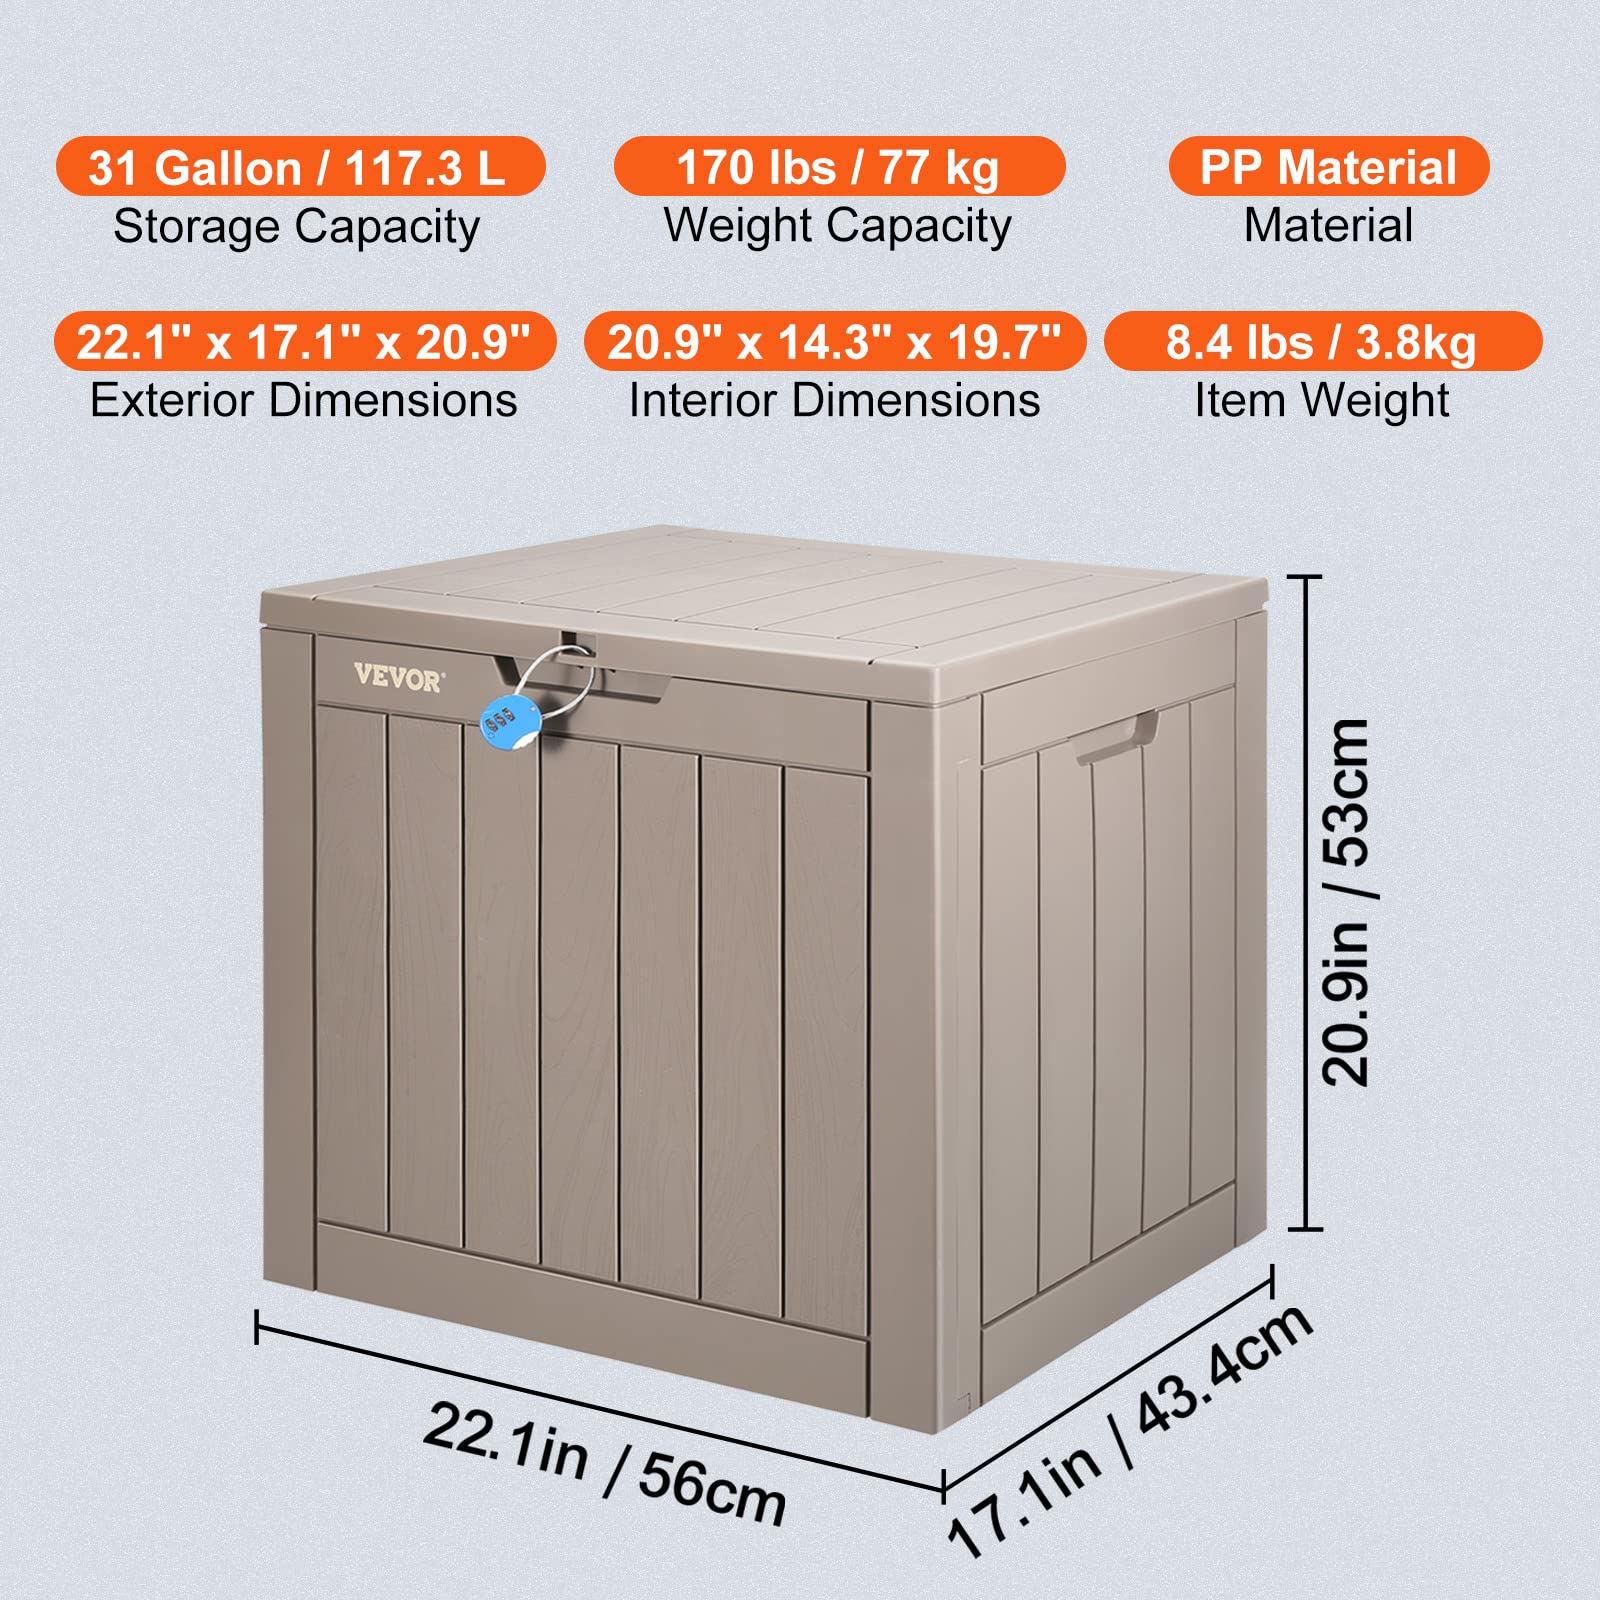 31 Gallon / 117.3 L
Storage Capacity
170 lbs / 77 kg
Weight Capacity
PP Material
Material
22.1" x 17.1" x 20.9"
Exterior Dimensions
20.9" x 14.3" x 19.7"
Interior Dimensions
8.4 lbs / 3.8kg
Item Weight
VEVOR®
20.9in / 53cm
22.1in / 56cm
17.1in / 43.4cm